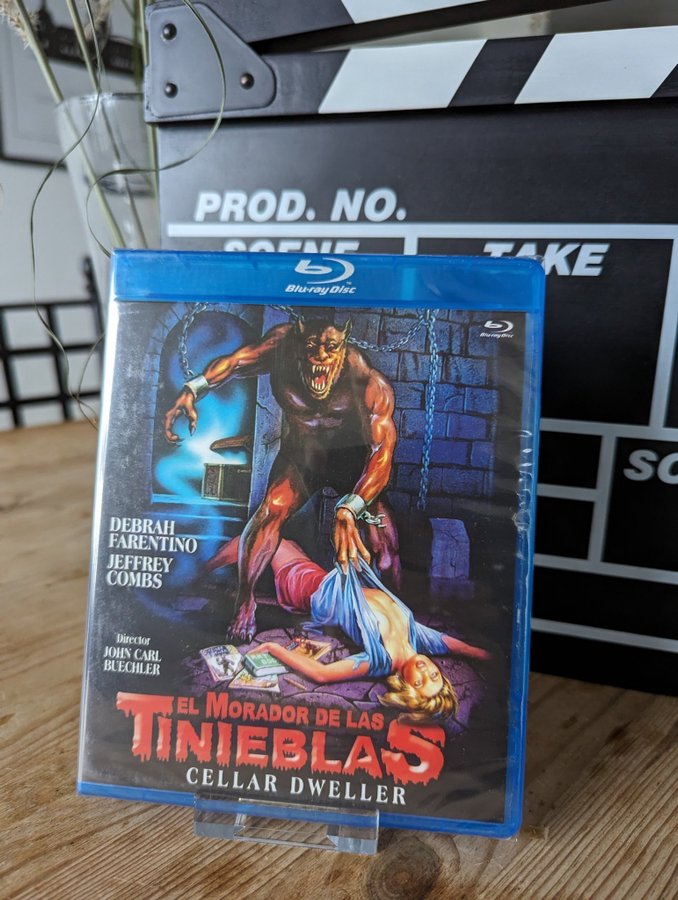 PROD. NO.
SCENE
TAKE
Blu-ray Disc
Blu-ray Disc
DEBRAH
FARENTINO
JEFFREY
COMBS
Director
JOHN CARL
BUECHLER
EL MORADOR DE LAS
TINIEBLAS
CELLAR DWELLER